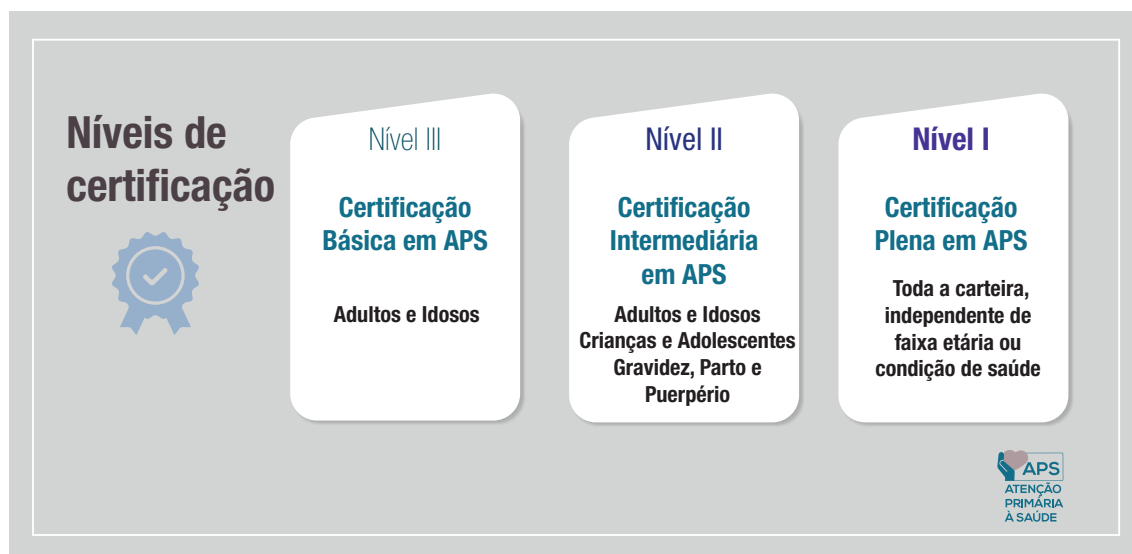 Níveis de
certificação
Nível III
Certificação
Básica em APS
Adultos e Idosos
Nível II
Certificação
Intermediária
em APS
Adultos e Idosos
Crianças e Adolescentes
Gravidez, Parto e
Puerpério
Nível I
Certificação
Plena em APS
Toda a carteira,
independente de
faixa etária ou
condição de saúde
APS
ATENÇÃO
PRIMÁRIA
À SAÚDE